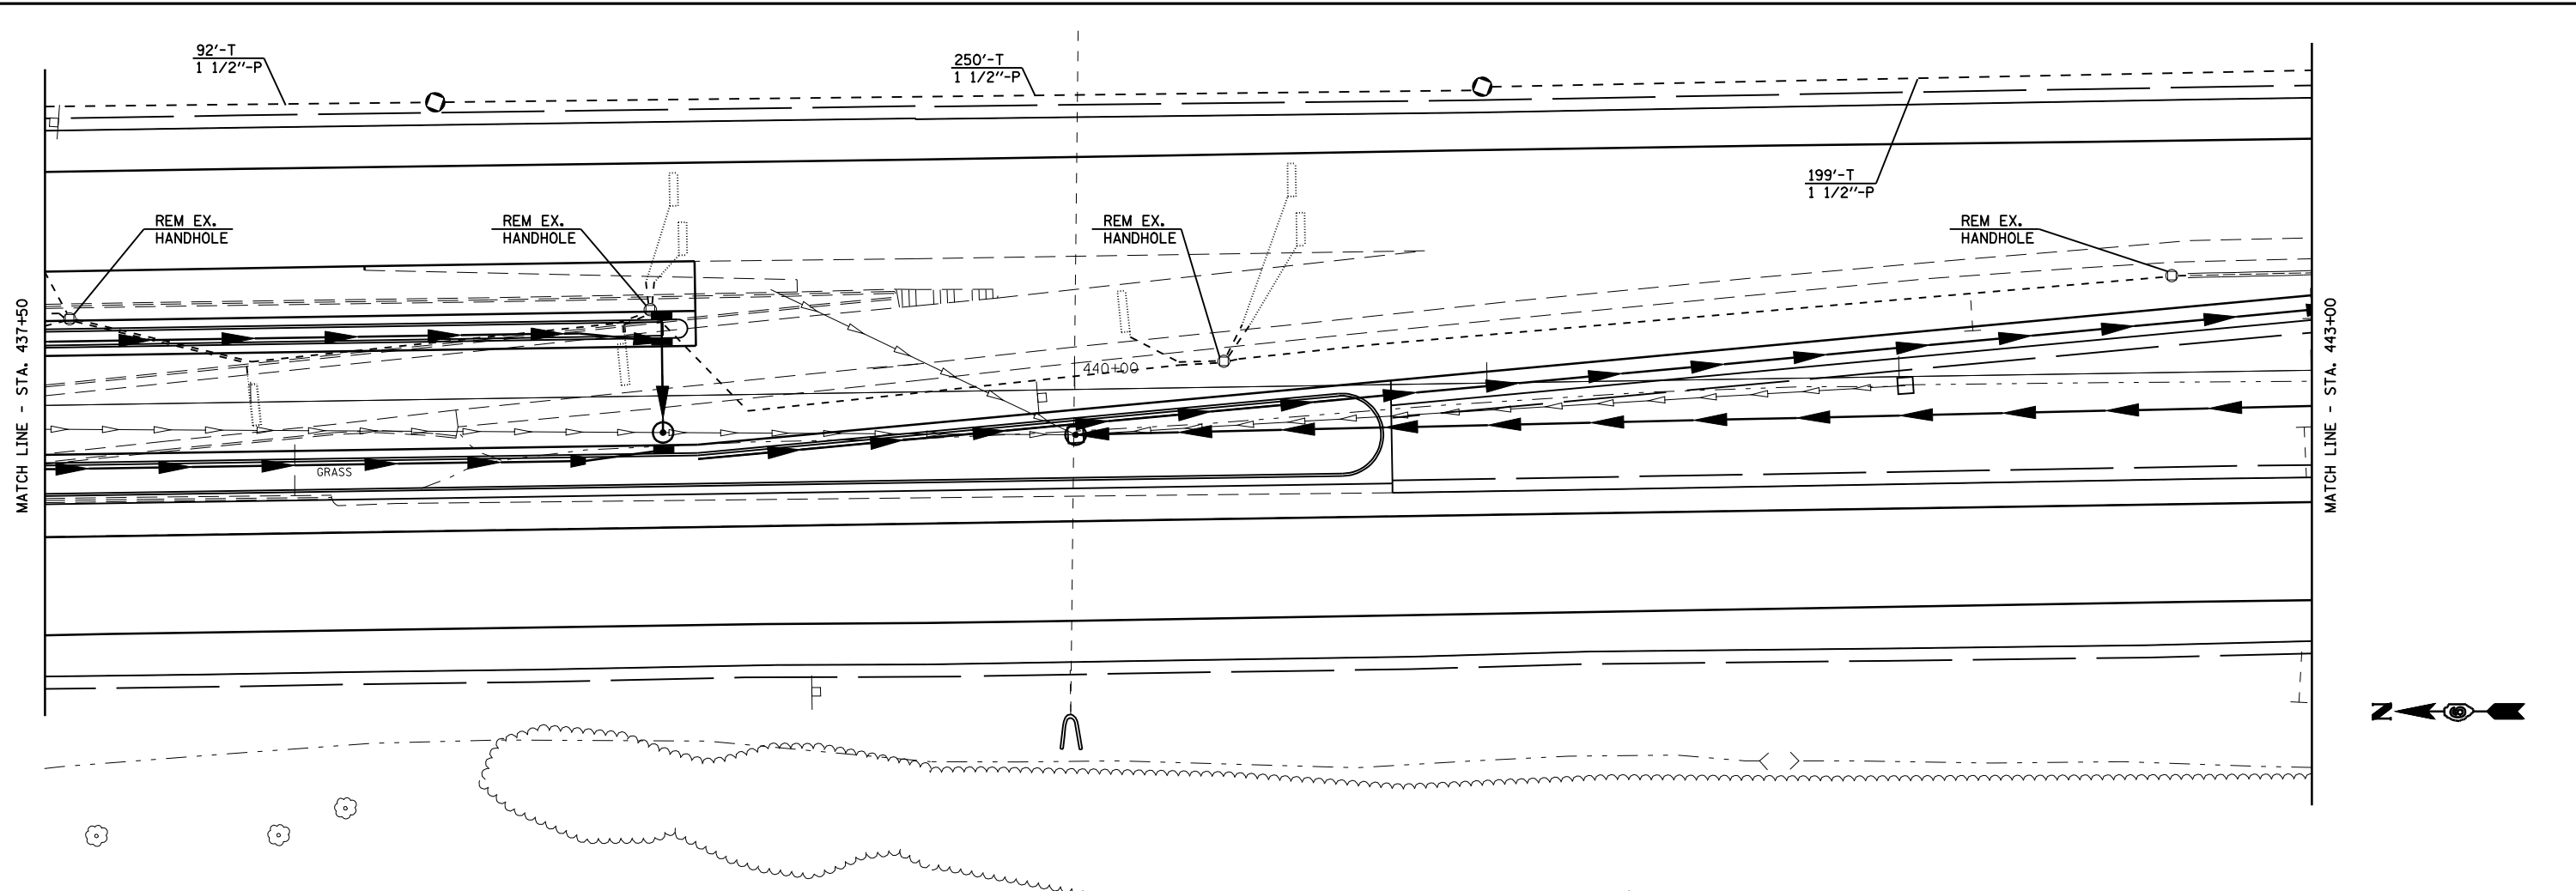 92'-T
1 1/2"-P
250'-T
1 1/2"-P
199'-T
1 1/2"-P
REM EX.
HANDHOLE
REM EX.
HANDHOLE
REM EX.
HANDHOLE
REM EX.
HANDHOLE
MATCH LINE - STA. 437+50
440+00
MATCH LINE - STA. 443+00
GRASS
N